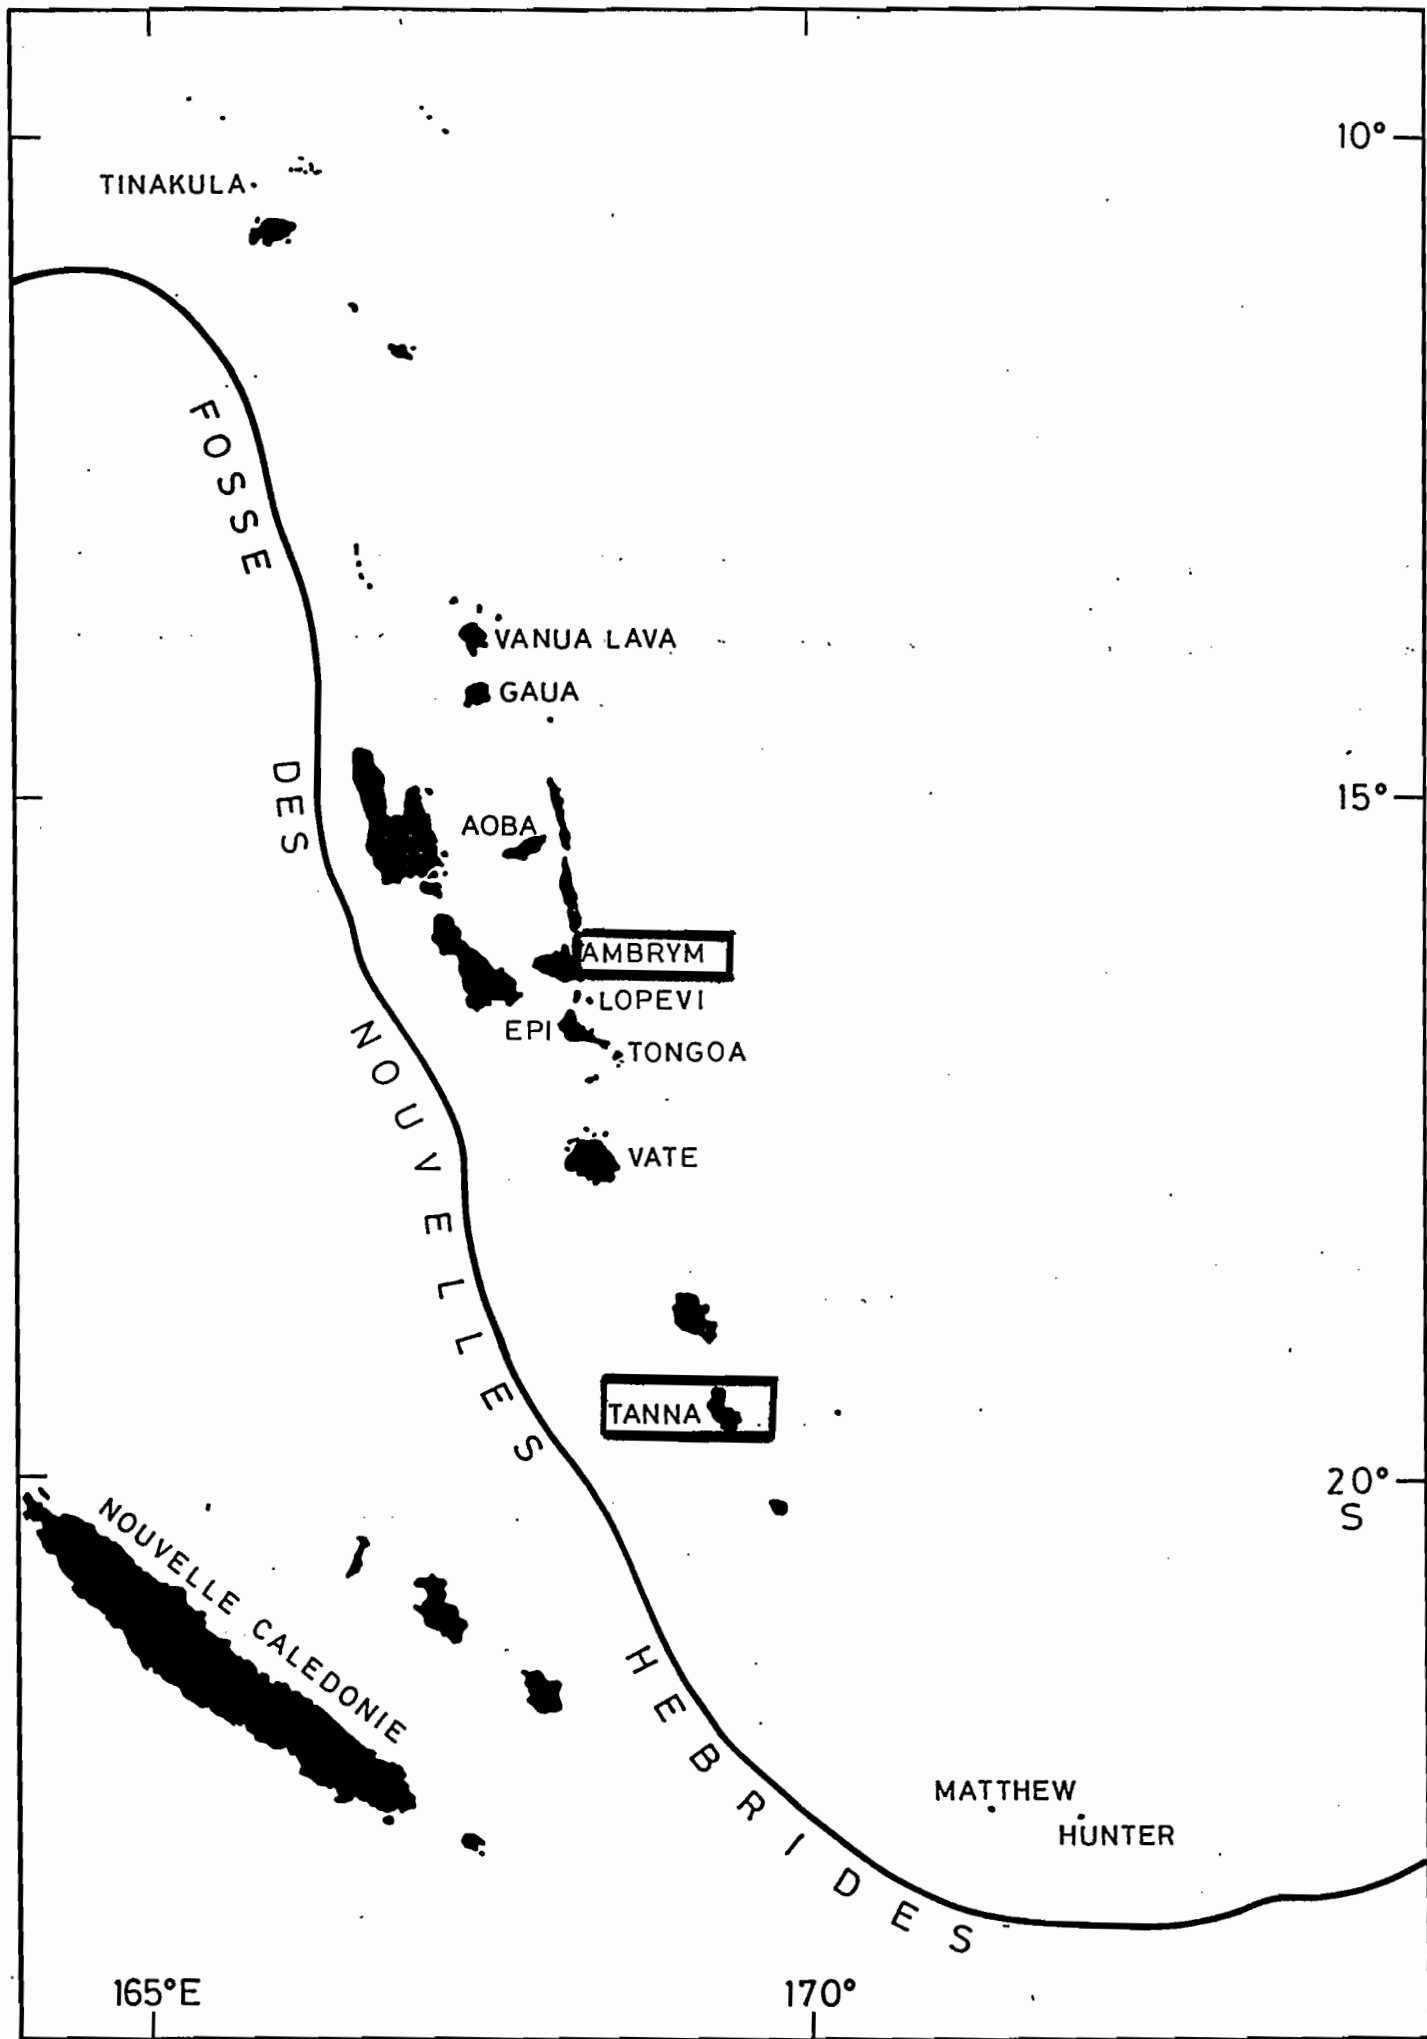 10°
TINAKULA
FOSSE
VANUA LAVA
GAUA
DES
15°
AOBA
AMBRYM
LOPEVI
EPI
TONGOA
NOUVELLES
VATE
TANNA
20°
S
NOUVELLE CALEDONIE
HEBRIDES
MATTHEW
HUNTER
165°E
170°